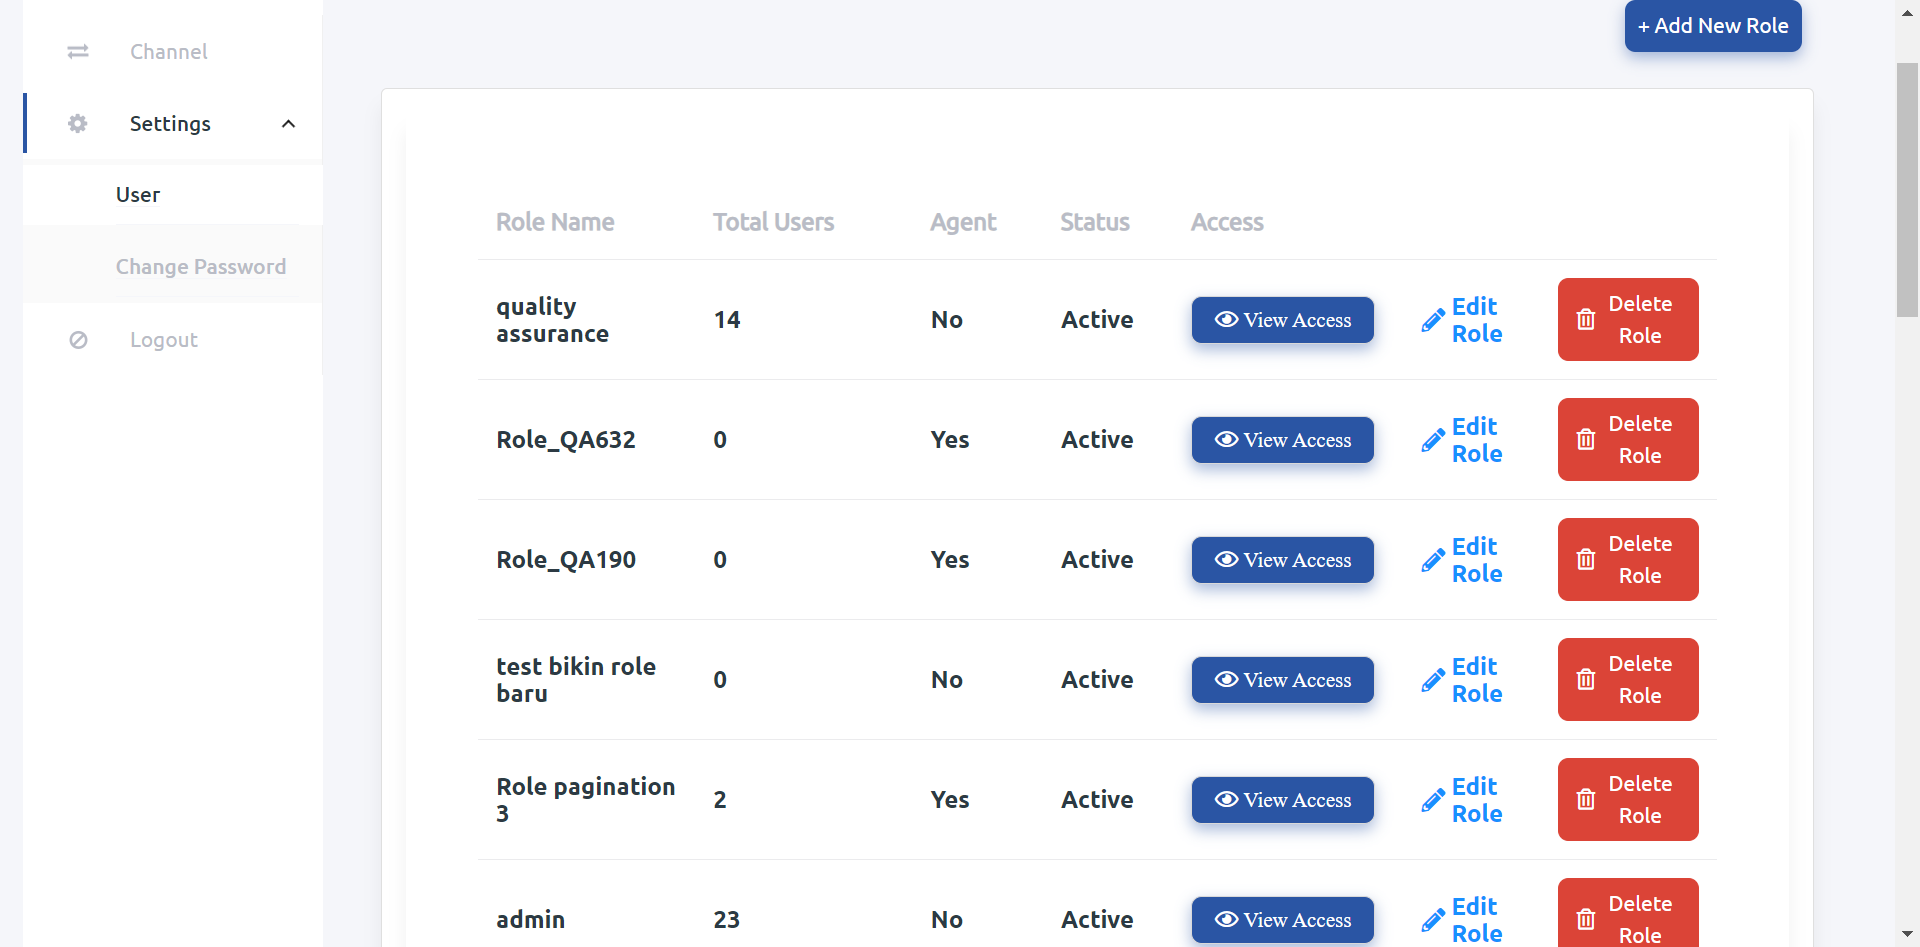 Channel
Settings
User
Change Password
Logout
+ Add New Role
Role Name Total Users Agent Status Access
quality assurance 14 No Active View Access Edit Role Delete Role
Role_QA632 0 Yes Active View Access Edit Role Delete Role
Role_QA190 0 Yes Active View Access Edit Role Delete Role
test bikin role baru 0 No Active View Access Edit Role Delete Role
Role pagination 3 2 Yes Active View Access Edit Role Delete Role
admin 23 No Active View Access Edit Role Delete Role